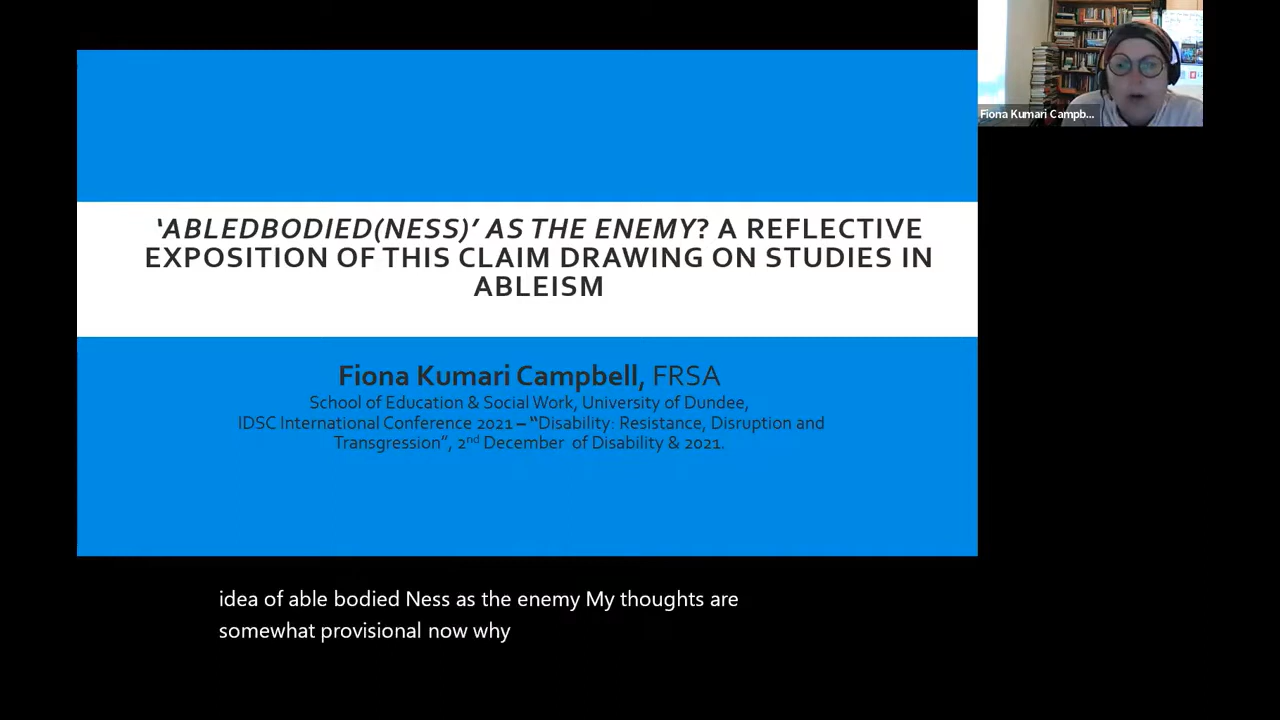 ‘ABLEDBODIED(NESS)’ AS THE ENEMY? A REFLECTIVE
EXPOSITION OF THIS CLAIM DRAWING ON STUDIES IN
ABLEISM
Fiona Kumari Campbell, FRSA
School of Education & Social Work, University of Dundee,
IDSC International Conference 2021 – “Disability: Resistance, Disruption and
Transgression”, 2nd December of Disability & 2021.
Fiona Kumari Campb...
idea of able bodied Ness as the enemy My thoughts are
somewhat provisional now why